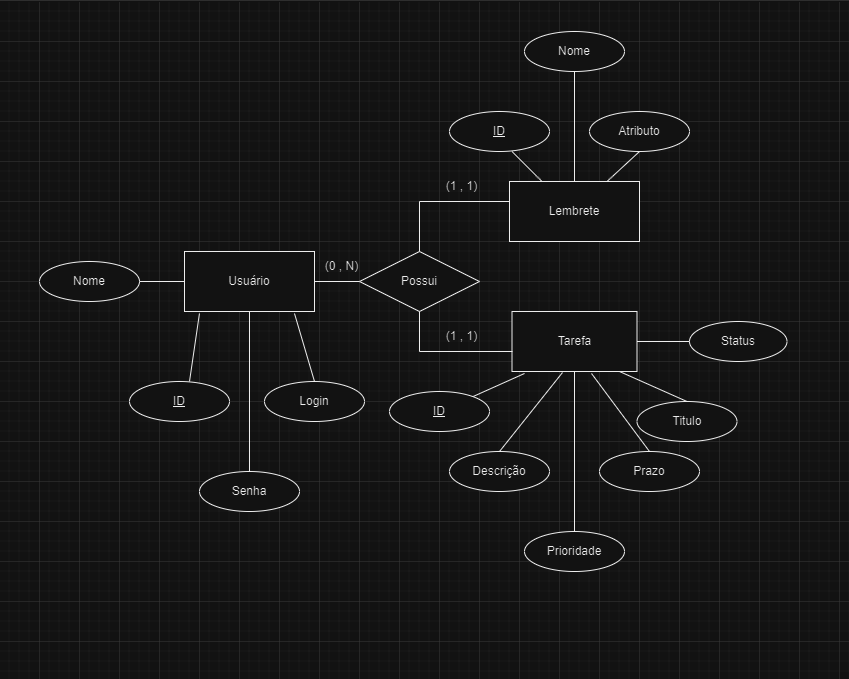 Nome
ID
Atributo
(1 , 1)
Lembrete
(0 , N)
Nome
Usuário
Possui
(1 , 1)
Tarefa
Status
ID
Login
ID
Titulo
Senha
Descrição
Prazo
Prioridade